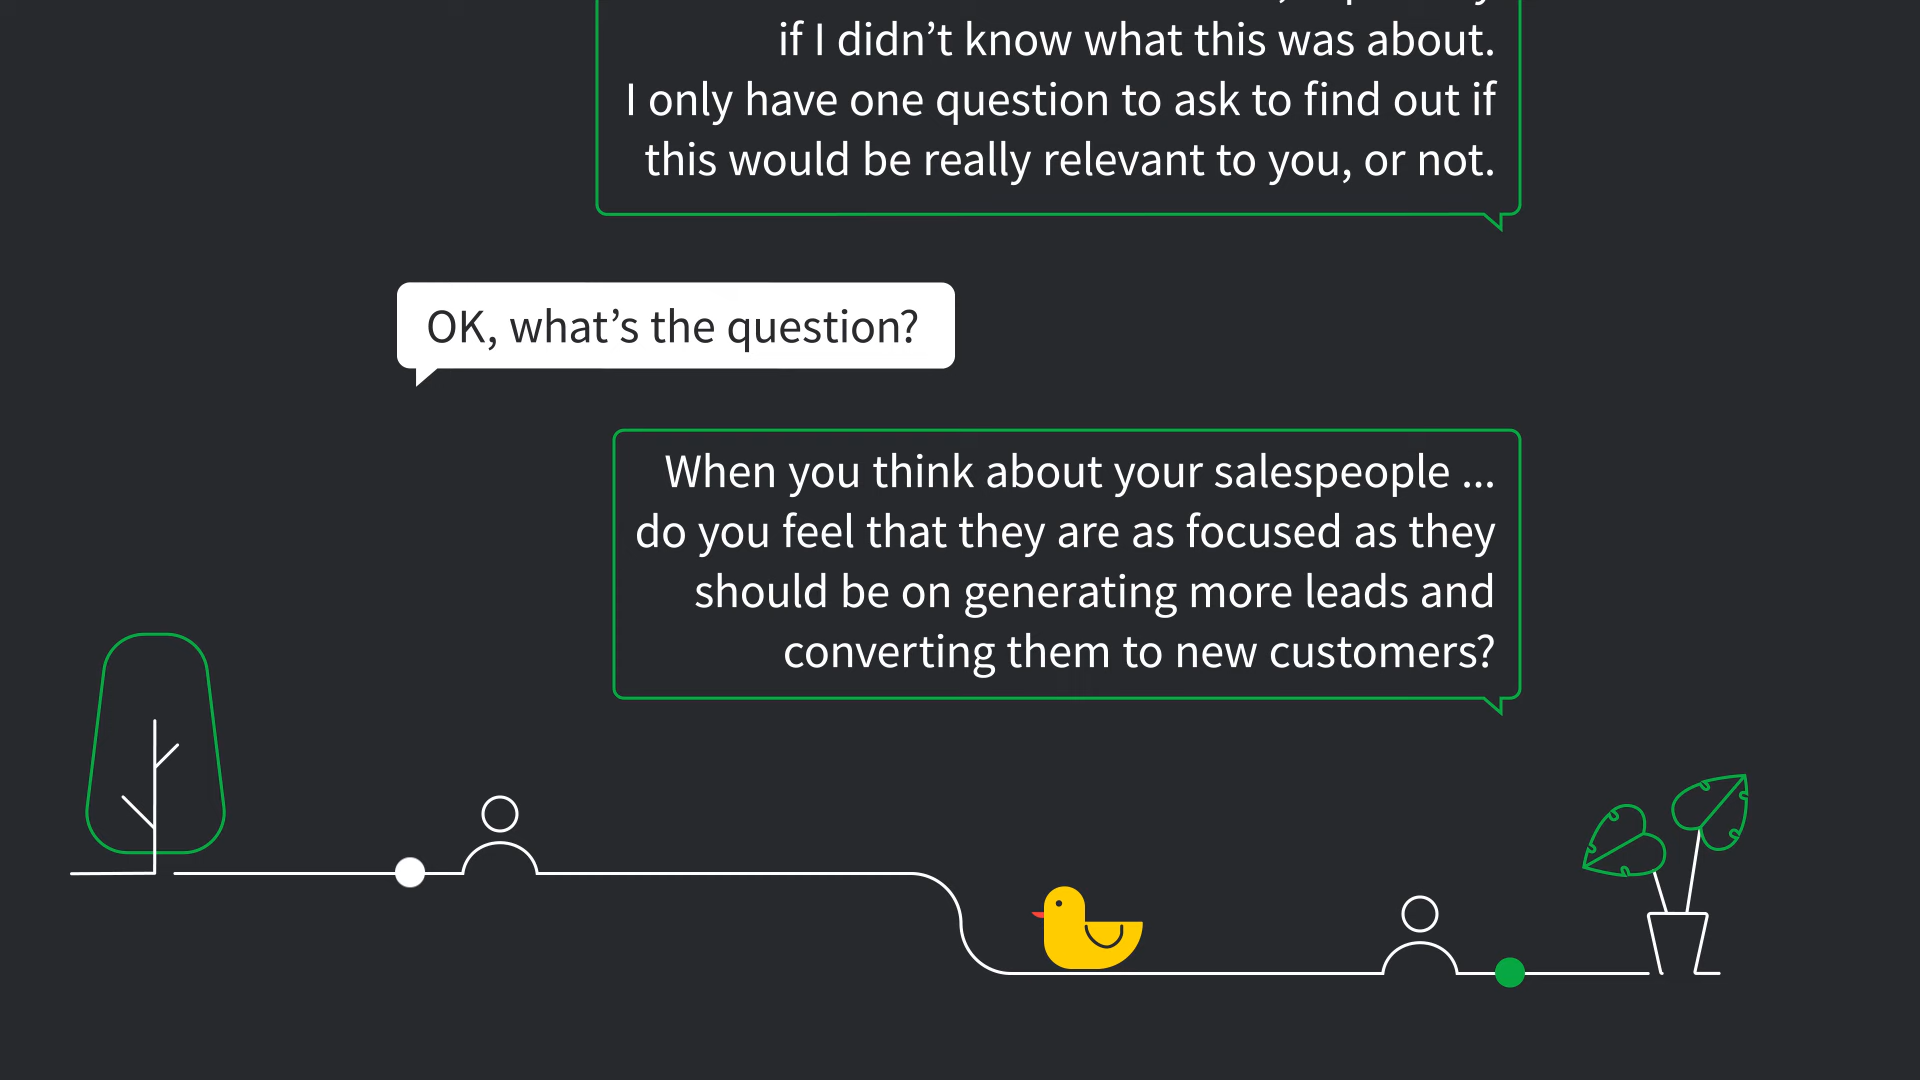 if I didn’t know what this was about.
I only have one question to ask to find out if
this would be really relevant to you, or not.
OK, what’s the question?
When you think about your salespeople ...
do you feel that they are as focused as they
should be on generating more leads and
converting them to new customers?